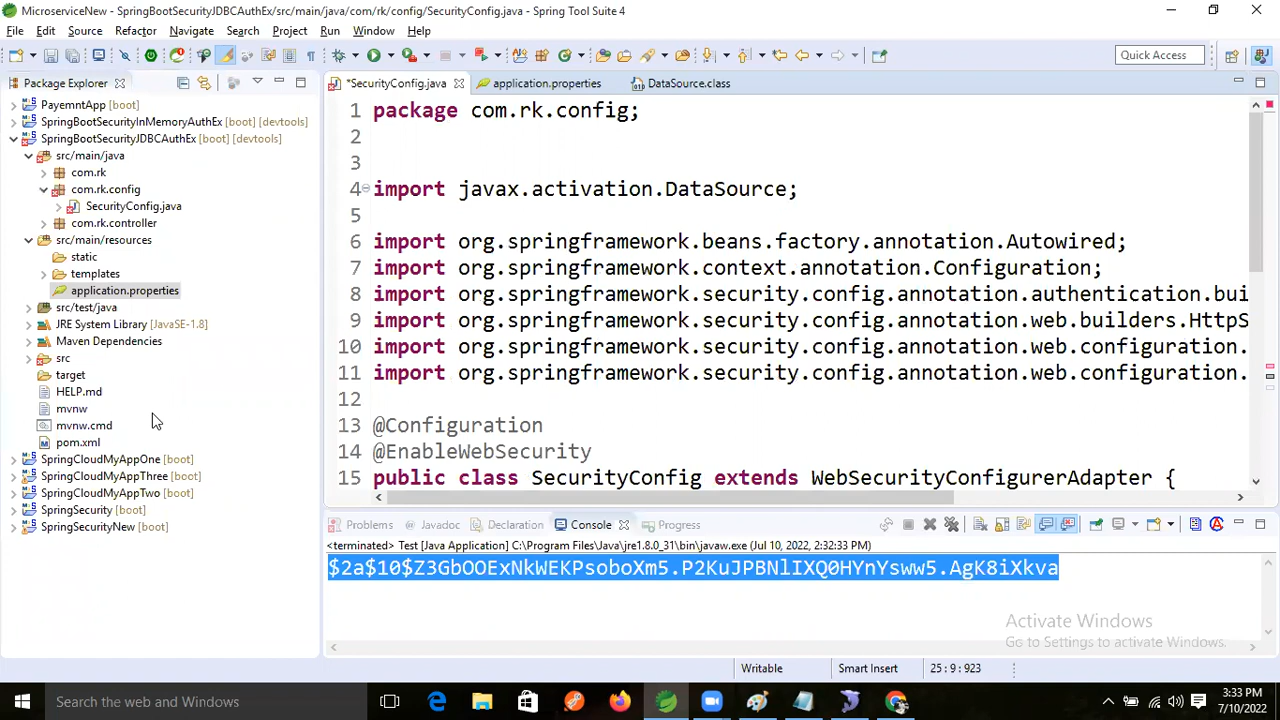 MicroserviceNew - SpringBootSecurityJDBCAuthEx/src/main/java/com/rk/config/SecurityConfig.java - Spring Tool Suite 4
File Edit Source Refactor Navigate Search Project Run Window Help
Quick Access
Package Explorer
*SecurityConfig.java
application.properties
DataSource.class
PayemntApp [boot]
SpringBootSecurityInMemoryAuthEx [boot] [devtools]
SpringBootSecurityJDBCAuthEx [boot] [devtools]
src/main/java
com.rk
com.rk.config
SecurityConfig.java
com.rk.controller
src/main/resources
static
templates
application.properties
src/test/java
JRE System Library [JavaSE-1.8]
Maven Dependencies
src
target
HELP.md
mvnw
mvnw.cmd
pom.xml
SpringCloudMyAppOne [boot]
SpringCloudMyAppThree [boot]
SpringCloudMyAppTwo [boot]
SpringSecurity [boot]
SpringSecurityNew [boot]
1 package com.rk.config;
2
3
4 import javax.activation.DataSource;
5
6 import org.springframework.beans.factory.annotation.Autowired;
7 import org.springframework.context.annotation.Configuration;
8 import org.springframework.security.config.annotation.authentication.bui
9 import org.springframework.security.config.annotation.web.builders.HttpS
10 import org.springframework.security.config.annotation.web.configuration.
11 import org.springframework.security.config.annotation.web.configuration.
12
13 @Configuration
14 @EnableWebSecurity
15 public class SecurityConfig extends WebSecurityConfigurerAdapter {
Problems @ Javadoc Declaration Console Progress
<terminated> Test [Java Application] C:\Program Files\Java\jre1.8.0_31\bin\javaw.exe (Jul 10, 2022, 2:32:33 PM)
$2a$10$Z3GbOOExNkWEKPsoboXm5.P2KuJPBNlIXQ0HYnYsww5.AgK8iXkva
Activate Windows
Go to Settings to activate Windows.
Writable
Smart Insert
25 : 9 : 923
Search the web and Windows
3:33 PM
7/10/2022